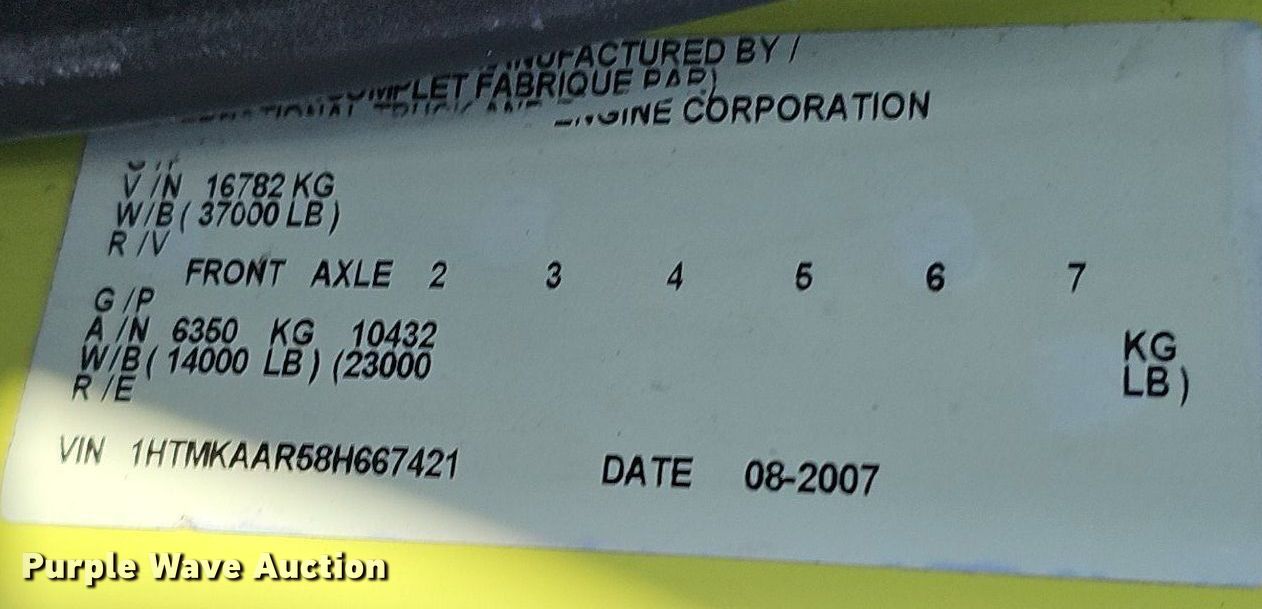 MANUFACTURED BY /
COMPLET FABRIQUE PAR)
ENGINE CORPORATION
V /N 16782 KG
W/B ( 37000 LB )
R /V
FRONT AXLE 2 3 4 5 6 7
G /P
A /N 6350 KG 10432 KG
W/B ( 14000 LB ) (23000 LB )
R /E
VIN 1HTMKAAR58H667421 DATE 08-2007
Purple Wave Auction